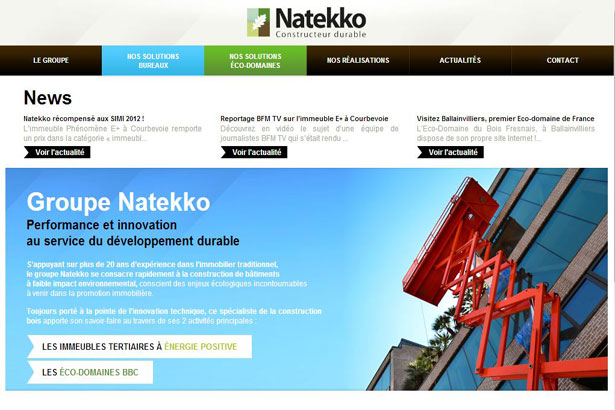 Natekko
Constructeur durable
LE GROUPE
NOS SOLUTIONS
BUREAUX
NOS SOLUTIONS
ÉCO-DOMAINES
NOS RÉALISATIONS
ACTUALITÉS
CONTACT
News
Natekko récompensé aux SIMI 2012 !
L'immeuble Phénomène E+ à Courbevoie remporte
un prix dans la catégorie « immeubl...
Voir l'actualité
Reportage BFM TV sur l'immeuble E+ à Courbevoie
Découvrez en vidéo le sujet d'une équipe de
journalistes BFM TV qui s'était rendu ...
Voir l'actualité
Visitez Ballainvilliers, premier Eco-domaine de France
L'Eco-Domaine du Bois Fresnais, à Ballainvilliers
dispose de son propre site Internet !...
Voir l'actualité
Groupe Natekko
Performance et innovation
au service du développement durable
S'appuyant sur plus de 20 ans d'expérience dans l'immobilier traditionnel,
le groupe Natekko se consacre rapidement à la construction de bâtiments
à faible impact environnemental, conscient des enjeux écologiques incontournables
à venir dans la promotion immobilière.
Toujours porté à la pointe de l'innovation technique, ce spécialiste de la construction
bois apporte son savoir-faire au travers de ses 2 activités principales :
LES IMMEUBLES TERTIAIRES À ÉNERGIE POSITIVE
LES ÉCO-DOMAINES BBC